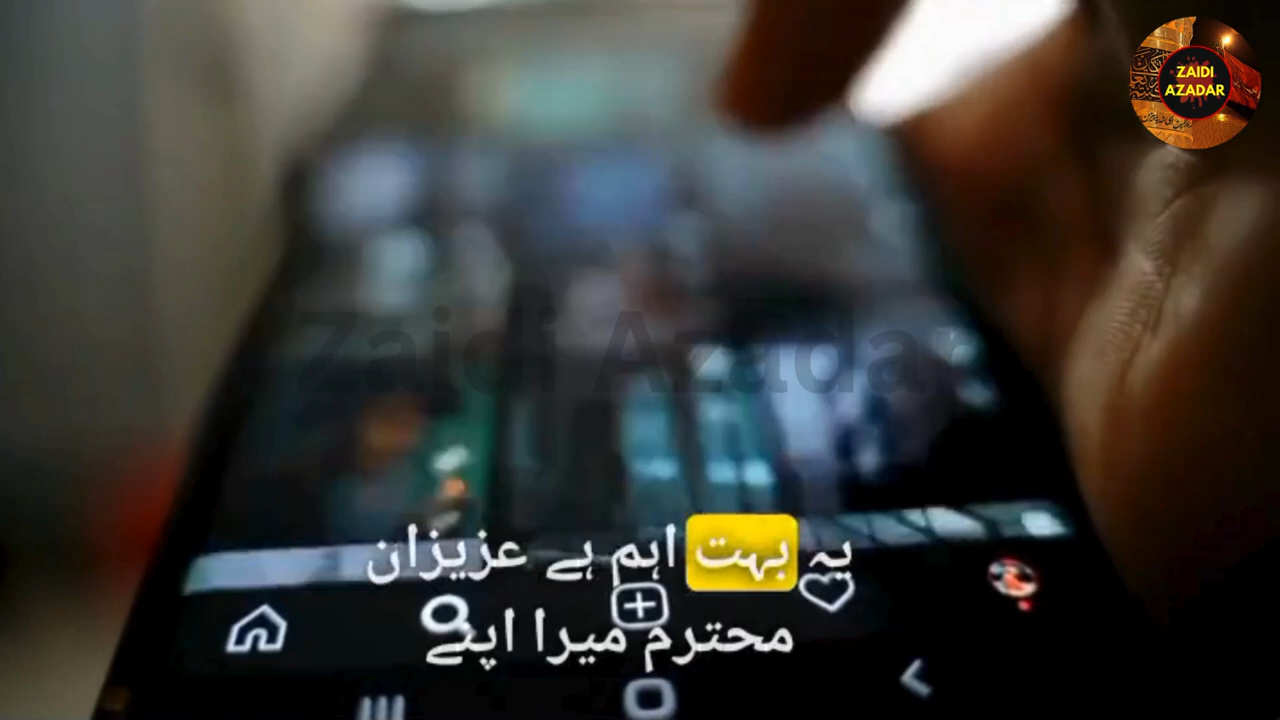 ZAIDI
AZADAR
Zaidi Azadar
یہ بہت اہم ہے عزیزان
محترم میرا اپنے